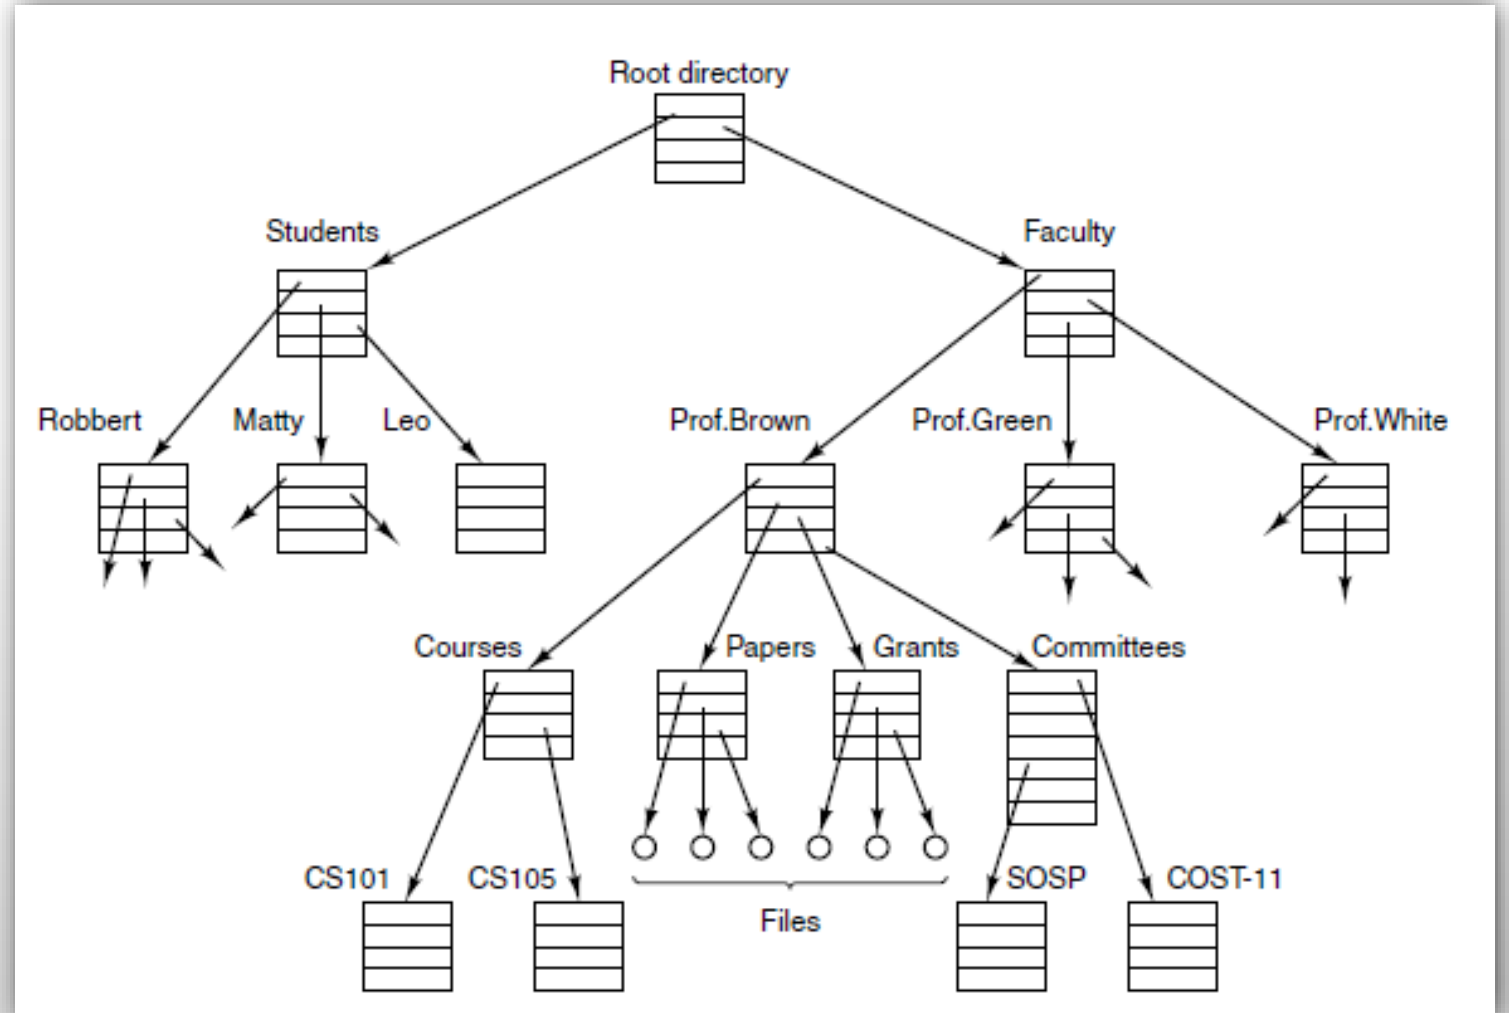 Root directory
Students
Faculty
Robbert
Matty
Leo
Prof.Brown
Prof.Green
Prof.White
Courses
Papers
Grants
Committees
CS101
CS105
SOSP
COST-11
Files